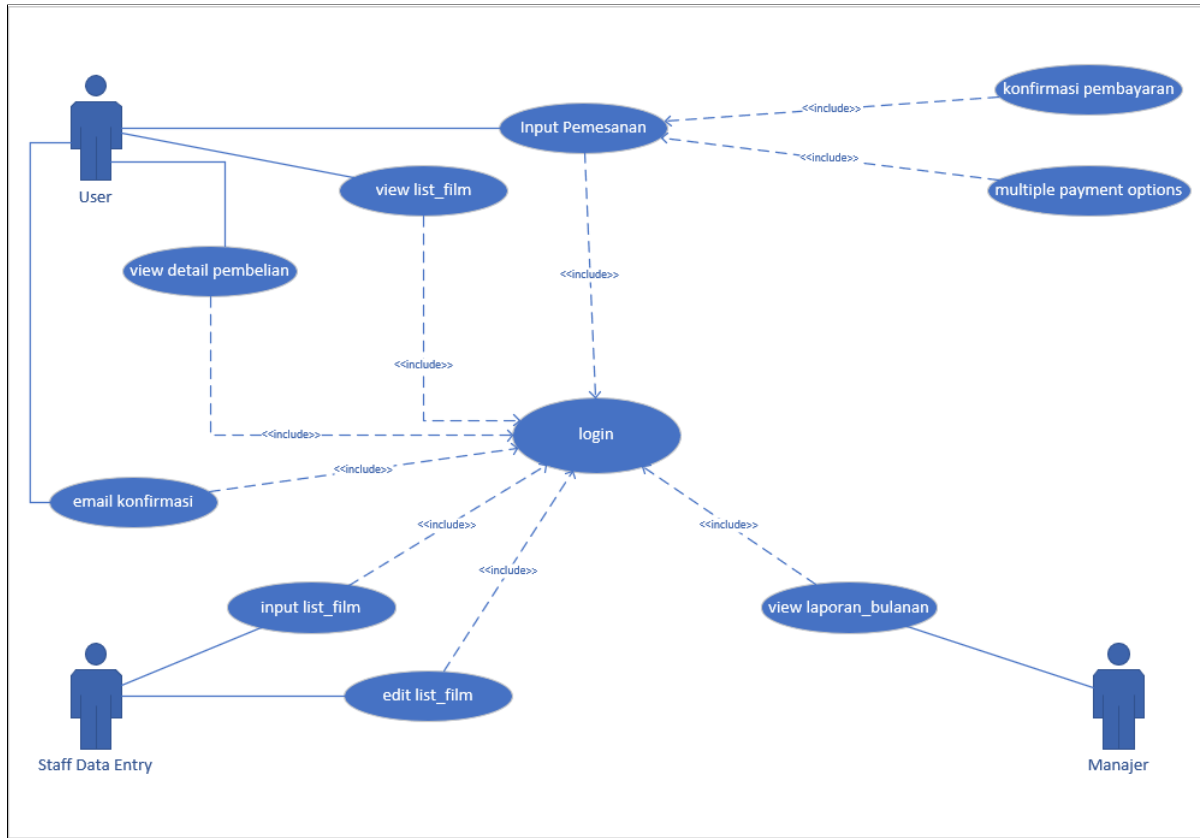 konfirmasi pembayaran
<<include>>
Input Pemesanan
<<include>>
multiple payment options
User
view list_film
view detail pembelian
<<include>>
<<include>>
<<include>>
login
<<include>>
email konfirmasi
<<include>>
<<include>>
<<include>>
input list_film
view laporan_bulanan
edit list_film
Staff Data Entry
Manajer